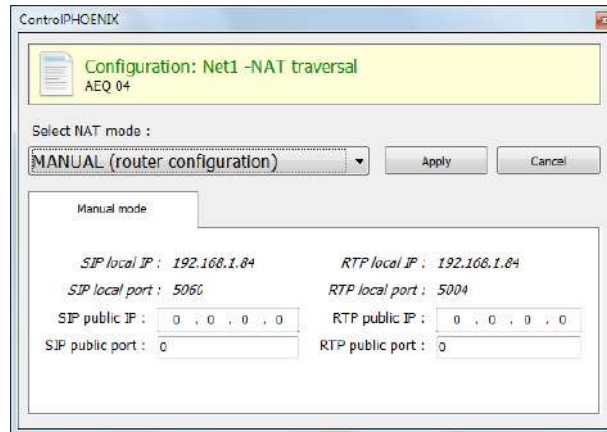 ControlPHOENIX
Configuration: Net1 -NAT traversal
AEQ 04
Select NAT mode :
MANUAL (router configuration)
Apply
Cancel
Manual mode
SIP local IP : 192.168.1.84
RTP local IP : 192.168.1.84
SIP local port : 5060
RTP local port : 5004
SIP public IP : 0 . 0 . 0 . 0
RTP public IP : 0 . 0 . 0 . 0
SIP public port : 0
RTP public port : 0